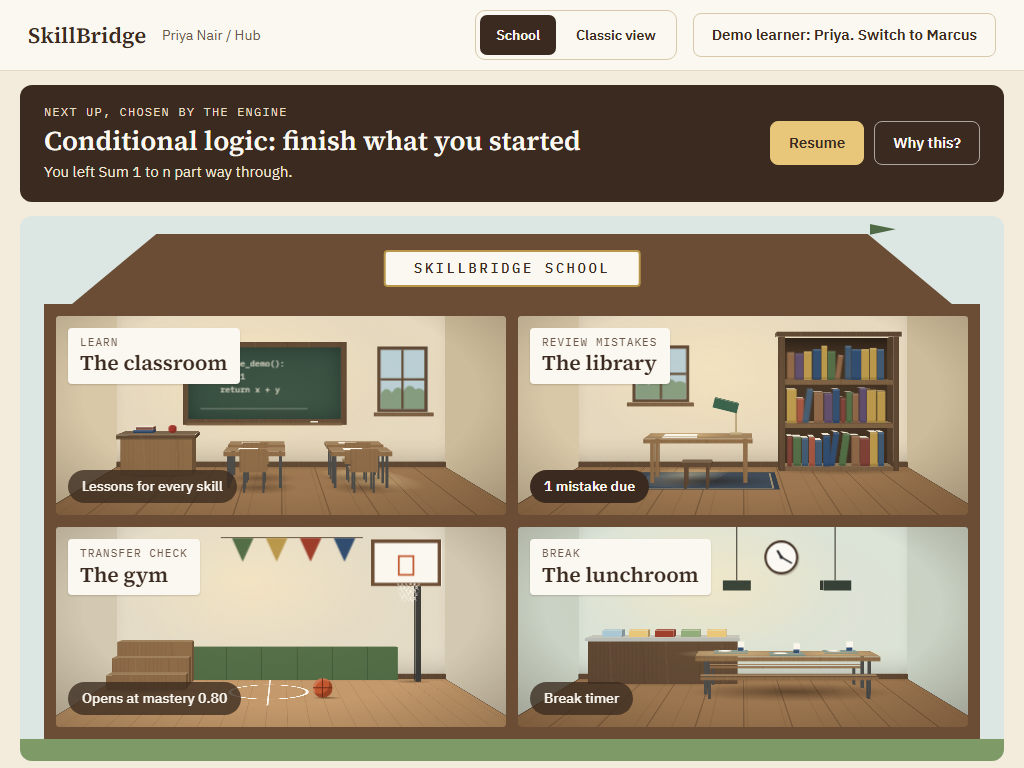 SkillBridge
Priya Nair / Hub
School
Classic view
Demo learner: Priya. Switch to Marcus
NEXT UP, CHOSEN BY THE ENGINE
Conditional logic: finish what you started
You left Sum 1 to n part way through.
Resume
Why this?
SKILLBRIDGE SCHOOL
LEARN
The classroom
e_demo():
1
return x + y
Lessons for every skill
REVIEW MISTAKES
The library
1 mistake due
TRANSFER CHECK
The gym
Opens at mastery 0.80
BREAK
The lunchroom
Break timer